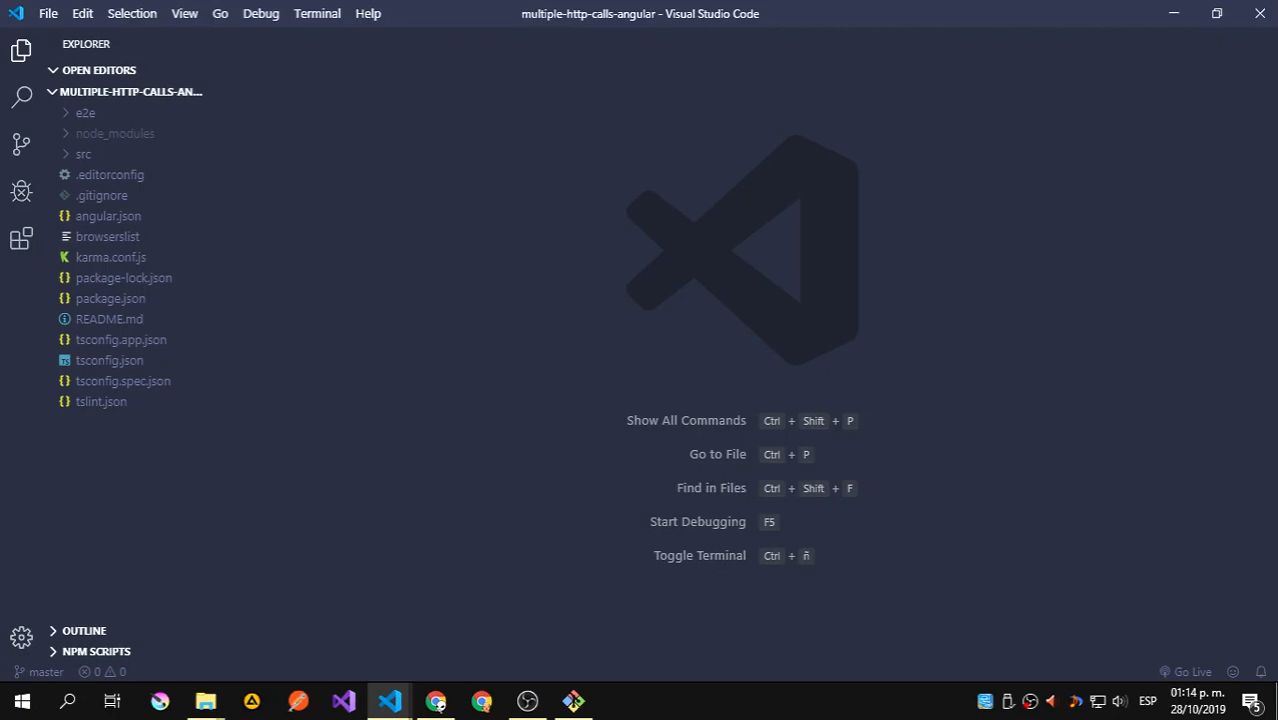 File Edit Selection View Go Debug Terminal Help multiple-http-calls-angular - Visual Studio Code
EXPLORER
OPEN EDITORS
MULTIPLE-HTTP-CALLS-AN...
e2e
node_modules
src
.editorconfig
.gitignore
angular.json
browserslist
karma.conf.js
package-lock.json
package.json
README.md
tsconfig.app.json
TS tsconfig.json
tsconfig.spec.json
tslint.json
Show All Commands Ctrl + Shift + P
Go to File Ctrl + P
Find in Files Ctrl + Shift + F
Start Debugging F5
Toggle Terminal Ctrl + ñ
OUTLINE
NPM SCRIPTS
master 0 0 Go Live
ESP 01:14 p. m.
28/10/2019 5